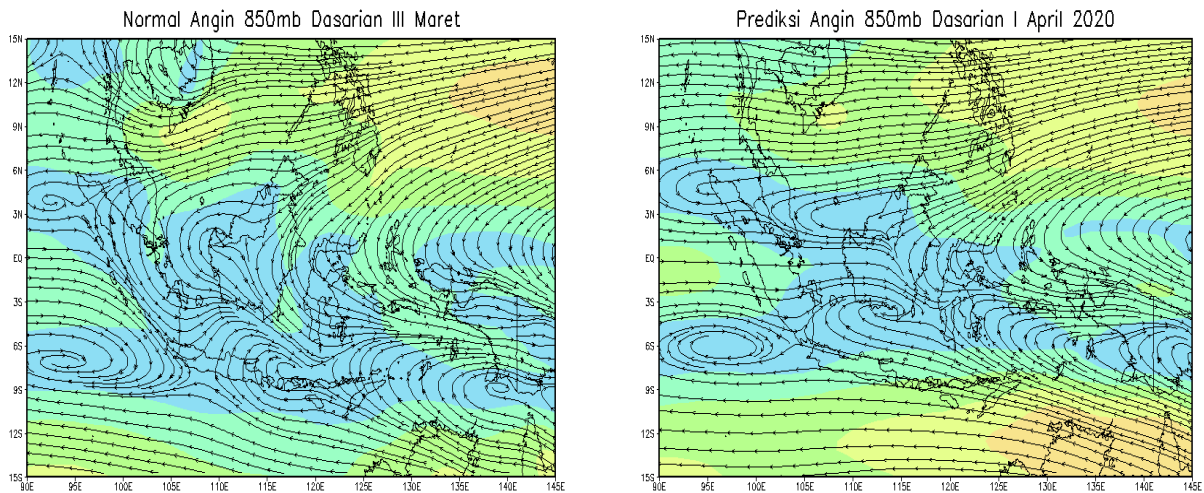 Normal Angin 850mb Dasarian III Maret
15N
12N
9N
6N
3N
EQ
3S
6S
9S
12S
15S
90E 95E 100E 105E 110E 115E 120E 125E 130E 135E 140E 145E
Prediksi Angin 850mb Dasarian I April 2020
15N
12N
9N
6N
3N
EQ
3S
6S
9S
12S
15S
90E 95E 100E 105E 110E 115E 120E 125E 130E 135E 140E 145E